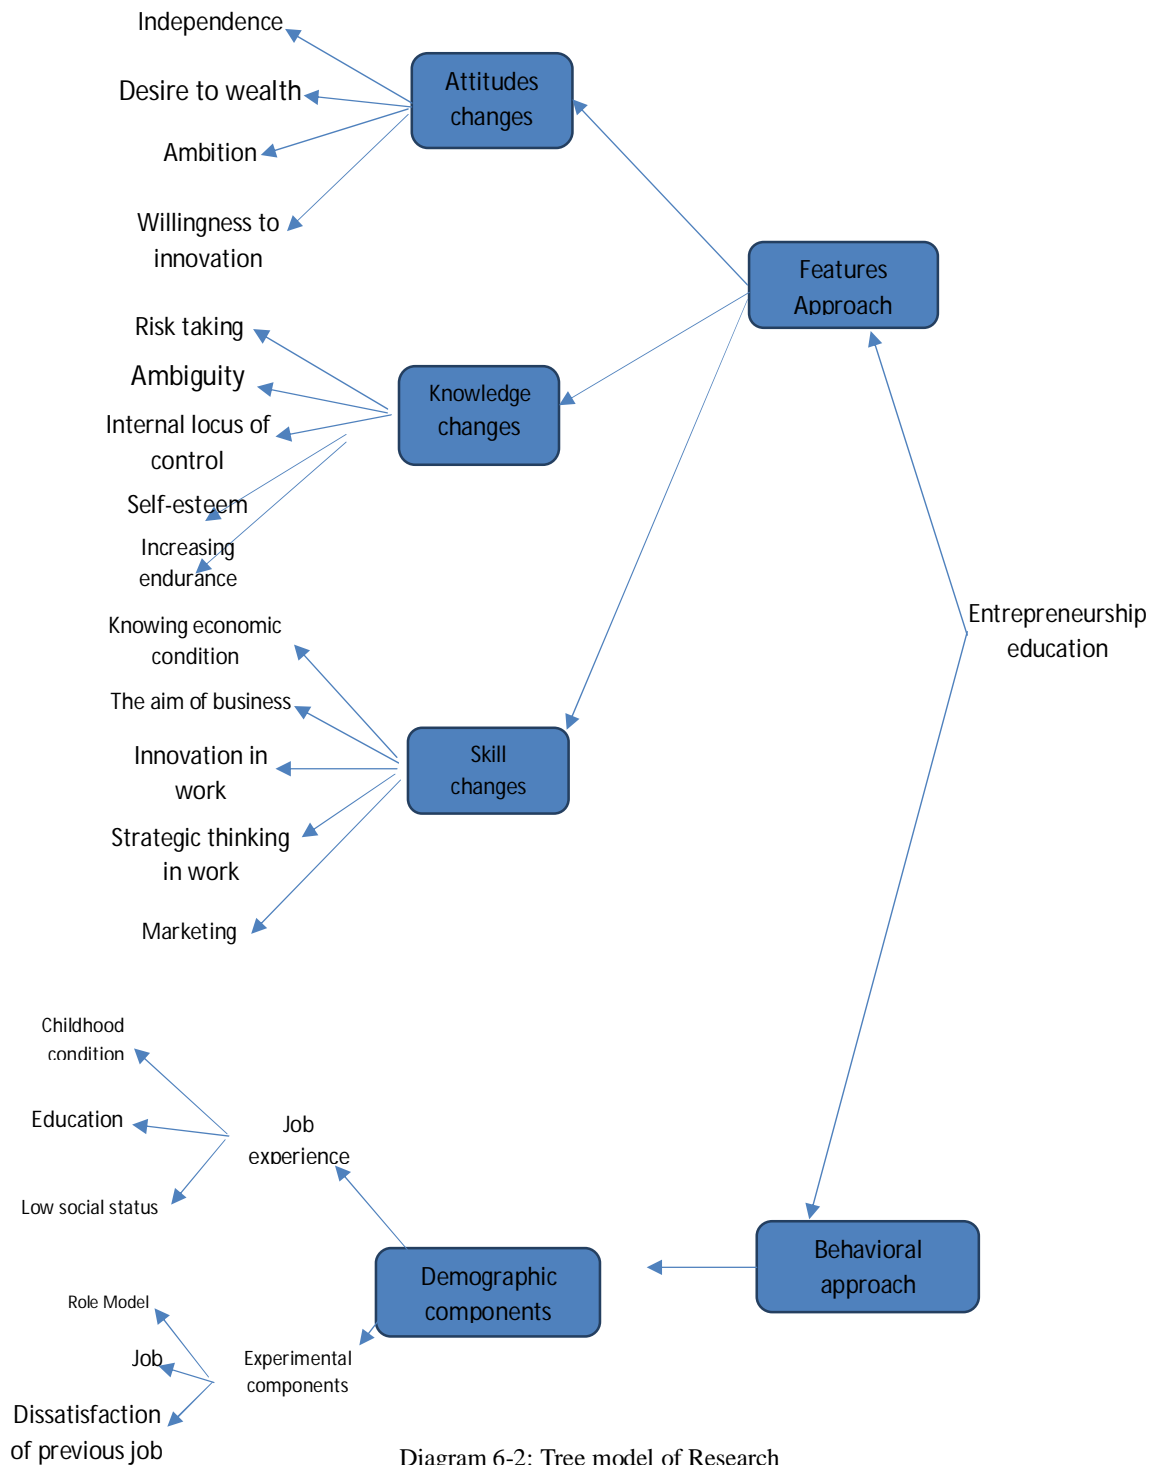 Independence
Desire to wealth
Ambition
Willingness to
innovation
Attitudes
changes
Features
Approach
Risk taking
Ambiguity
Internal locus of
control
Self-esteem
Increasing
endurance
Knowledge
changes
Knowing economic
condition
The aim of business
Innovation in
work
Strategic thinking
in work
Marketing
Skill
changes
Entrepreneurship
education
Childhood
condition
Education
Low social status
Job
experience
Behavioral
approach
Demographic
components
Role Model
Job
Dissatisfaction
of previous job
Experimental
components
Diagram 6-2: Tree model of Research